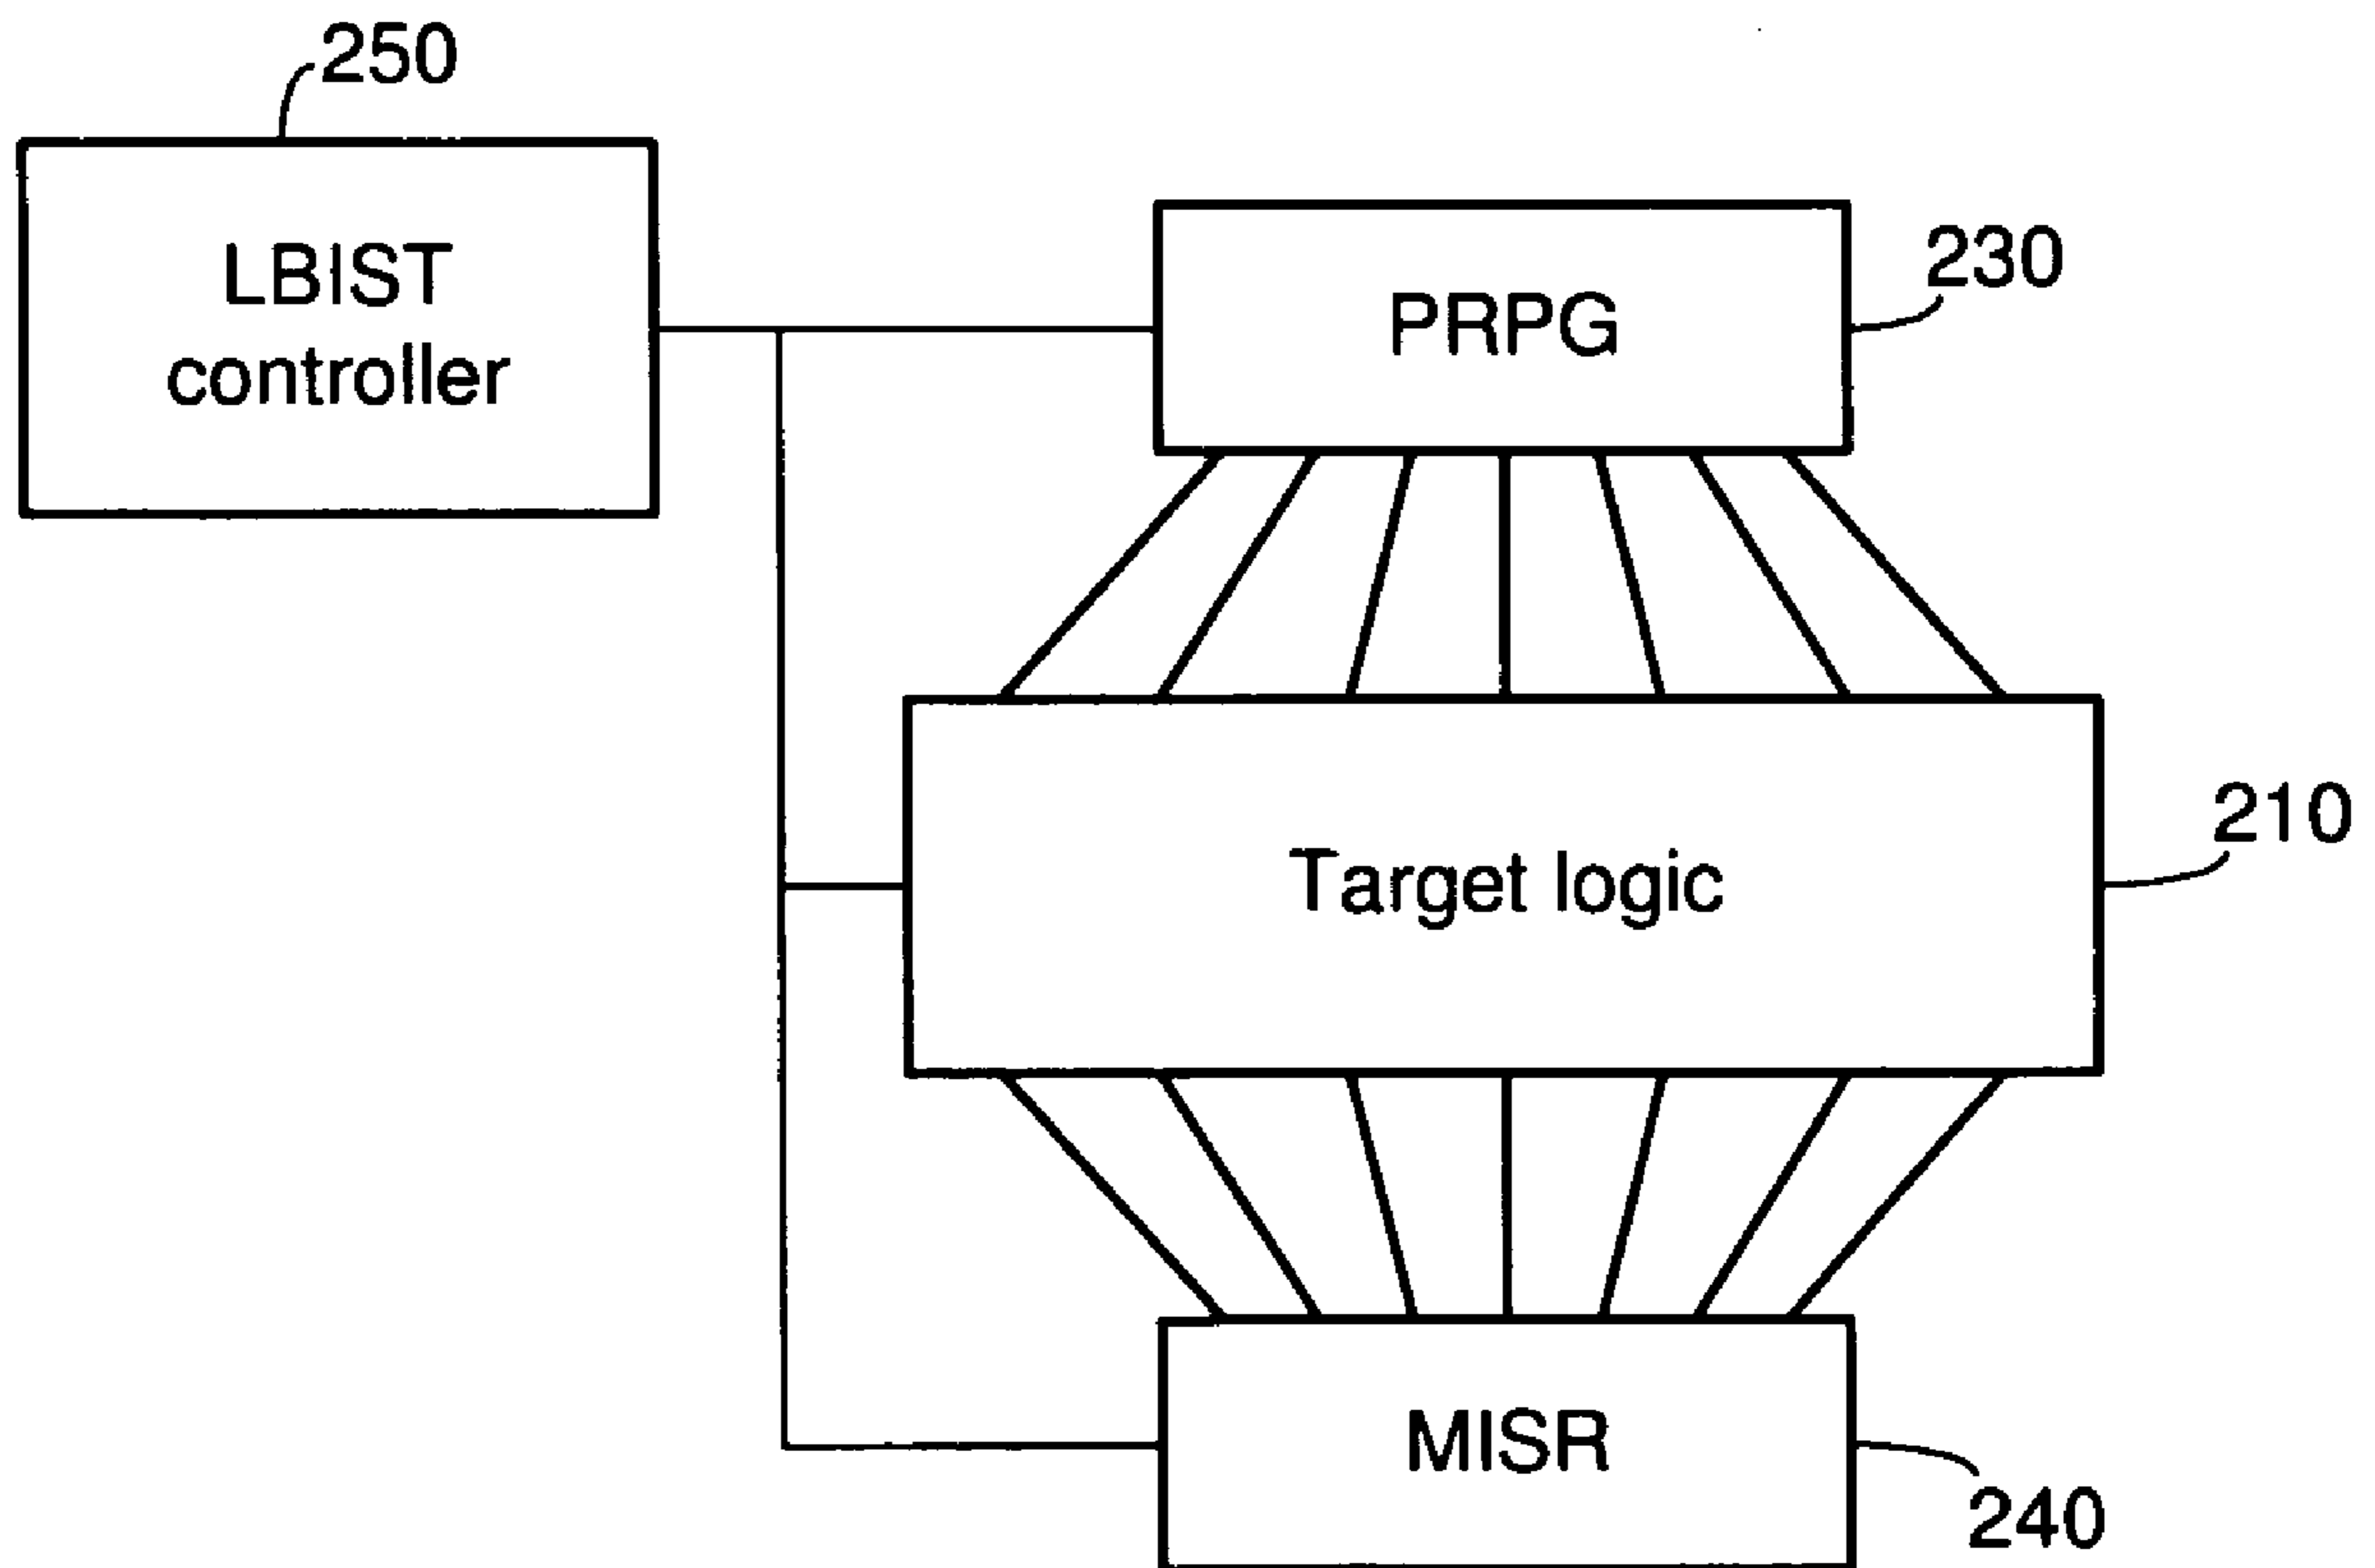 250
LBIST
controller
PRPG
230
Target logic
210
MISR
240